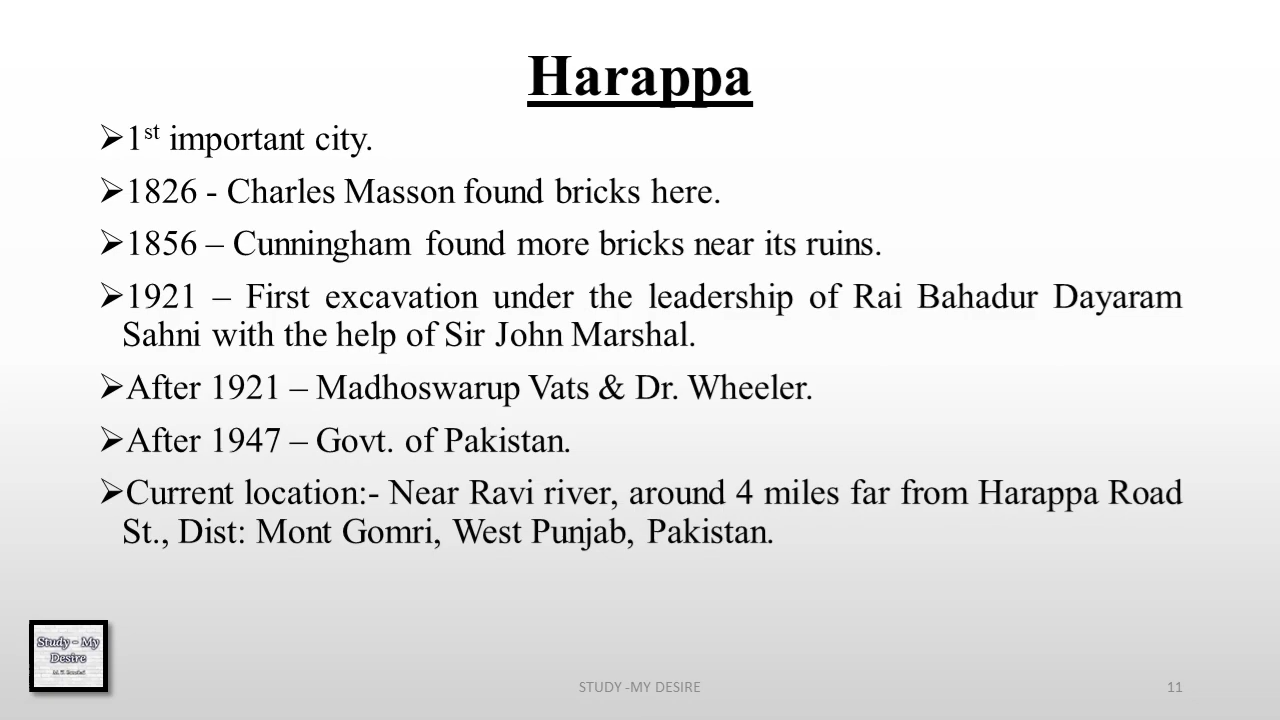 Harappa
➢1st important city.
➢1826 - Charles Masson found bricks here.
➢1856 – Cunningham found more bricks near its ruins.
➢1921 – First excavation under the leadership of Rai Bahadur Dayaram
Sahni with the help of Sir John Marshal.
➢After 1921 – Madhoswarup Vats & Dr. Wheeler.
➢After 1947 – Govt. of Pakistan.
➢Current location:- Near Ravi river, around 4 miles far from Harappa Road
St., Dist: Mont Gomri, West Punjab, Pakistan.
Study - My
Desire
STUDY -MY DESIRE
11